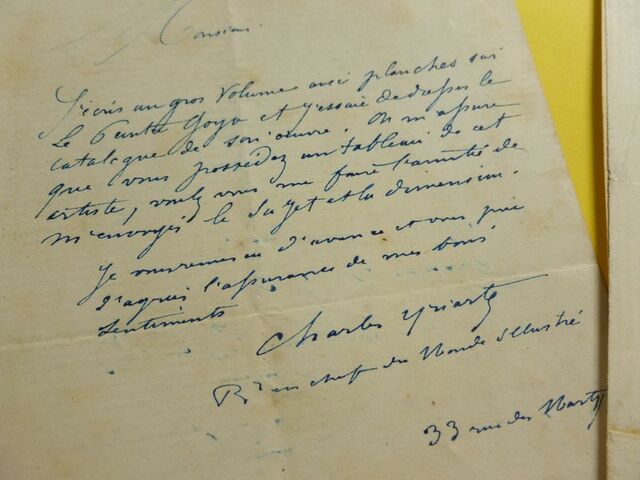 Monsieur
J'écris un gros Volume avec planches sur
Le Peintre Goya et j'essaie de dresser le
catalogue de son œuvre. On m'assure
que vous possédez un tableau de cet
artiste, voulez vous me faire l'amitié de
m'envoyer le Sujet et la dimension.
Je vous remercie d'avance et vous prie
d'agréer l'assurance de mes bons
Sentiments
Charles Yriarte
Rr en chef du Monde illustré
33 rue des Martyrs